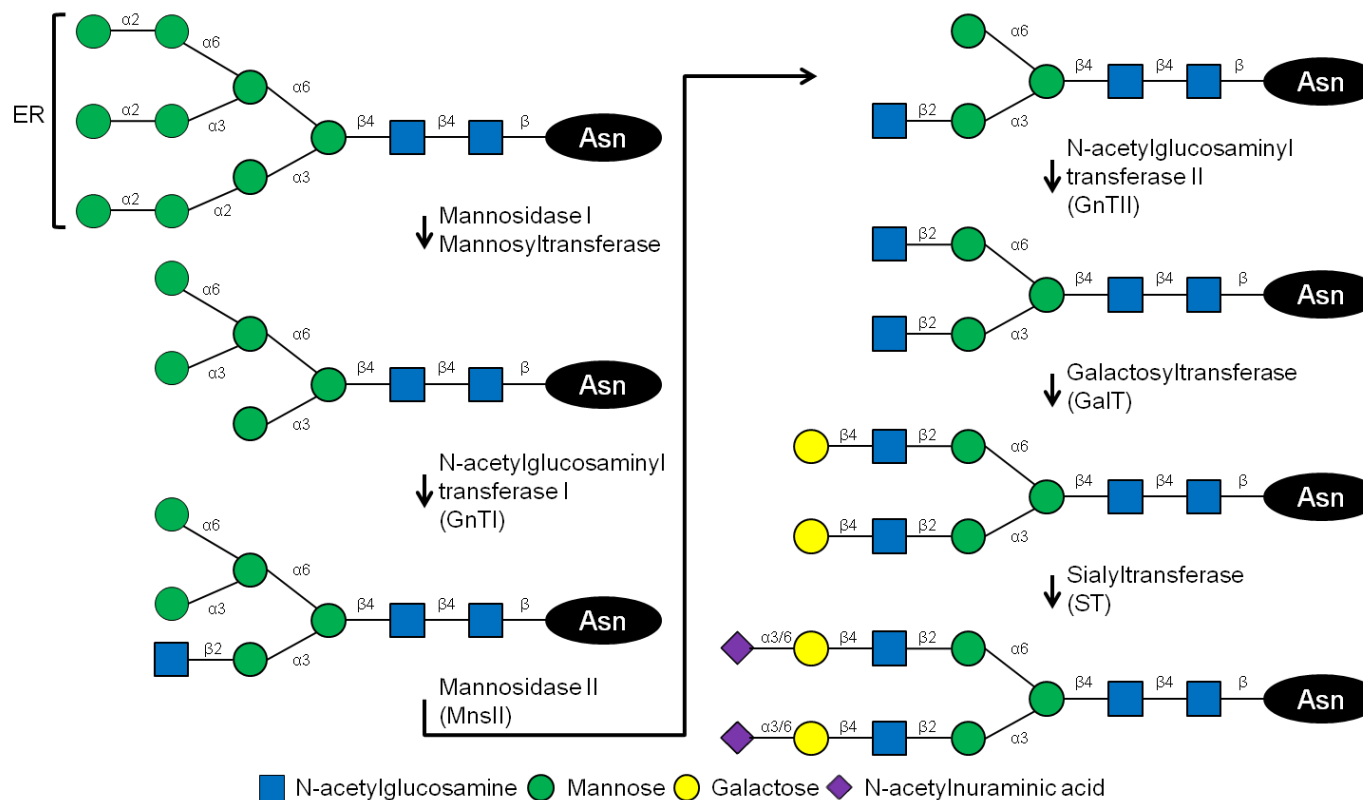 ER
α2
α6
α2
α3
α6
α2
α2
α3
β4
β4
β
Asn
Mannosidase I
Mannosyltransferase
α6
α3
α6
α3
β4
β4
β
Asn
N-acetylglucosaminyl
transferase I
(GnTI)
α6
α3
α6
β2
α3
β4
β4
β
Asn
Mannosidase II
(MnsII)
α6
β2
α3
β4
β4
β
Asn
N-acetylglucosaminyl
transferase II
(GnTII)
β2
α6
β2
α3
β4
β4
β
Asn
Galactosyltransferase
(GalT)
β4
β2
α6
β4
β2
α3
β4
β4
β
Asn
Sialyltransferase
(ST)
α3/6
β4
β2
α6
α3/6
β4
β2
α3
β4
β4
β
Asn
N-acetylglucosamine
Mannose
Galactose
N-acetylnuraminic acid